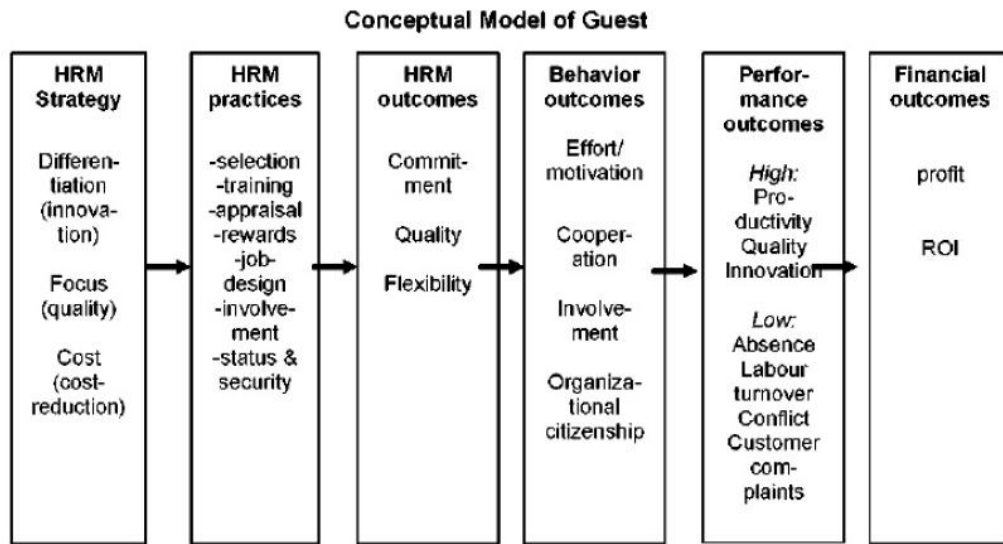 Conceptual Model of Guest
HRM
Strategy
Differen-
tiation
(innova-
tion)
Focus
(quality)
Cost
(cost-
reduction)
HRM
practices
-selection
-training
-appraisal
-rewards
-job-
design
-involve-
ment
-status &
security
HRM
outcomes
Commit-
ment
Quality
Flexibility
Behavior
outcomes
Effort/
motivation
Cooper-
ation
Involve-
ment
Organiza-
tional
citizenship
Perfor-
mance
outcomes
High:
Pro-
ductivity
Quality
Innovation
Low:
Absence
Labour
turnover
Conflict
Customer
com-
plaints
Financial
outcomes
profit
ROI